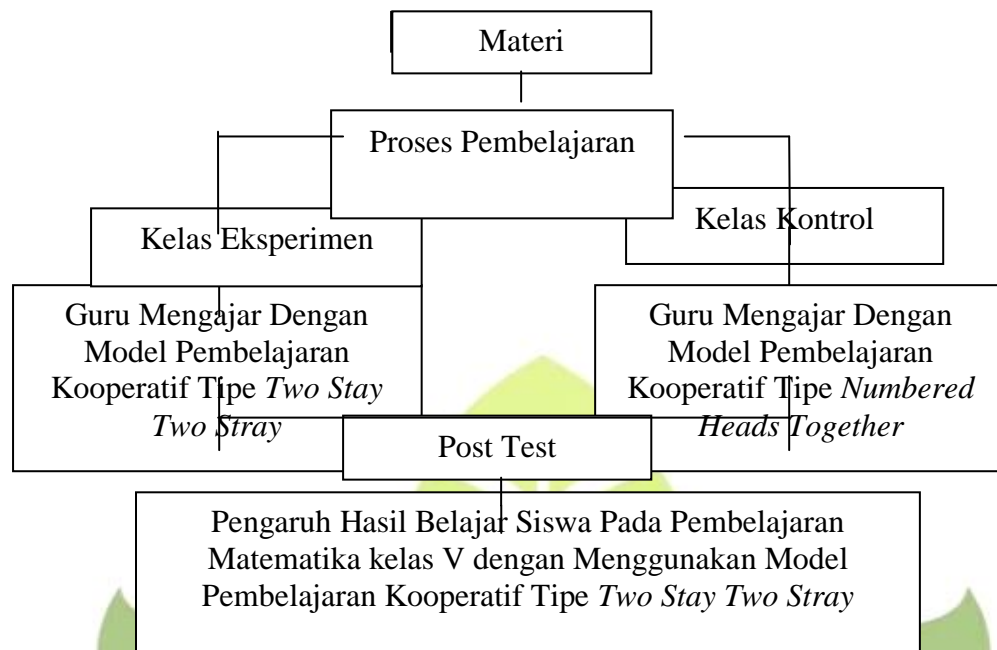 Materi
Proses Pembelajaran
Kelas Eksperimen
Kelas Kontrol
Guru Mengajar Dengan
Model Pembelajaran
Kooperatif Tipe Two Stay
Two Stray
Guru Mengajar Dengan
Model Pembelajaran
Kooperatif Tipe Numbered
Heads Together
Post Test
Pengaruh Hasil Belajar Siswa Pada Pembelajaran
Matematika kelas V dengan Menggunakan Model
Pembelajaran Kooperatif Tipe Two Stay Two Stray